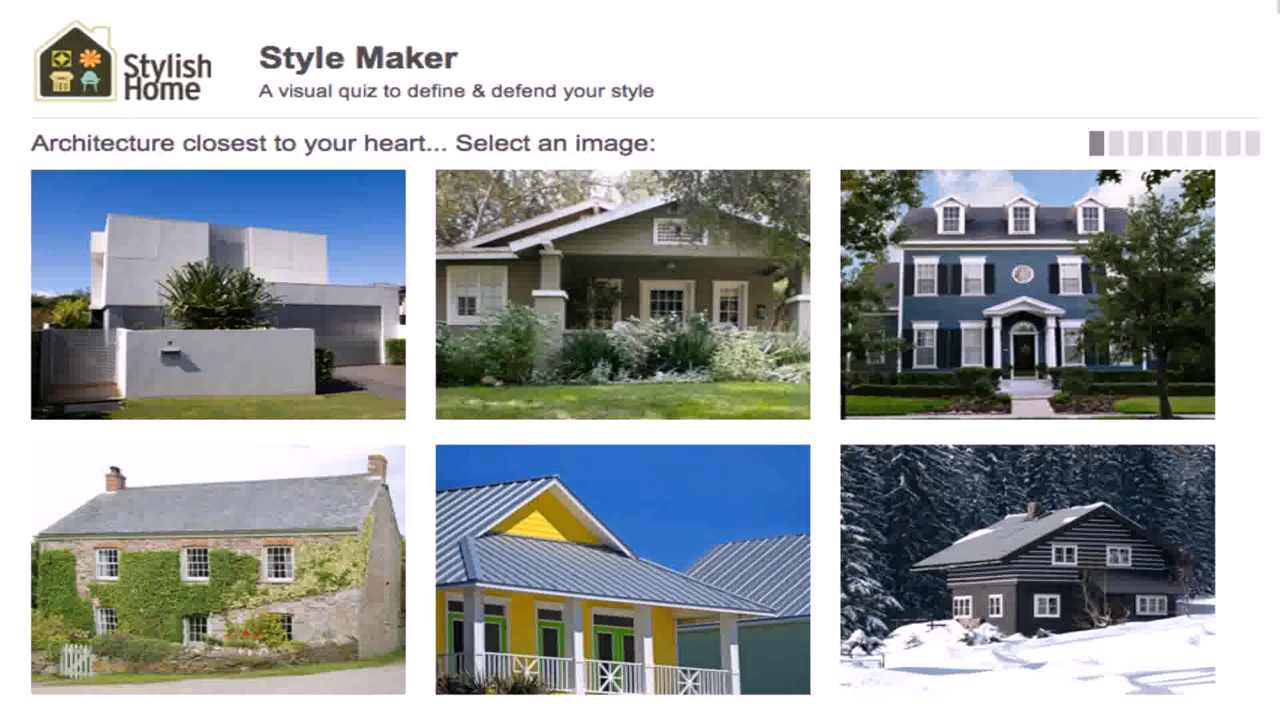 Stylish
Home
Style Maker
A visual quiz to define & defend your style
Architecture closest to your heart... Select an image: